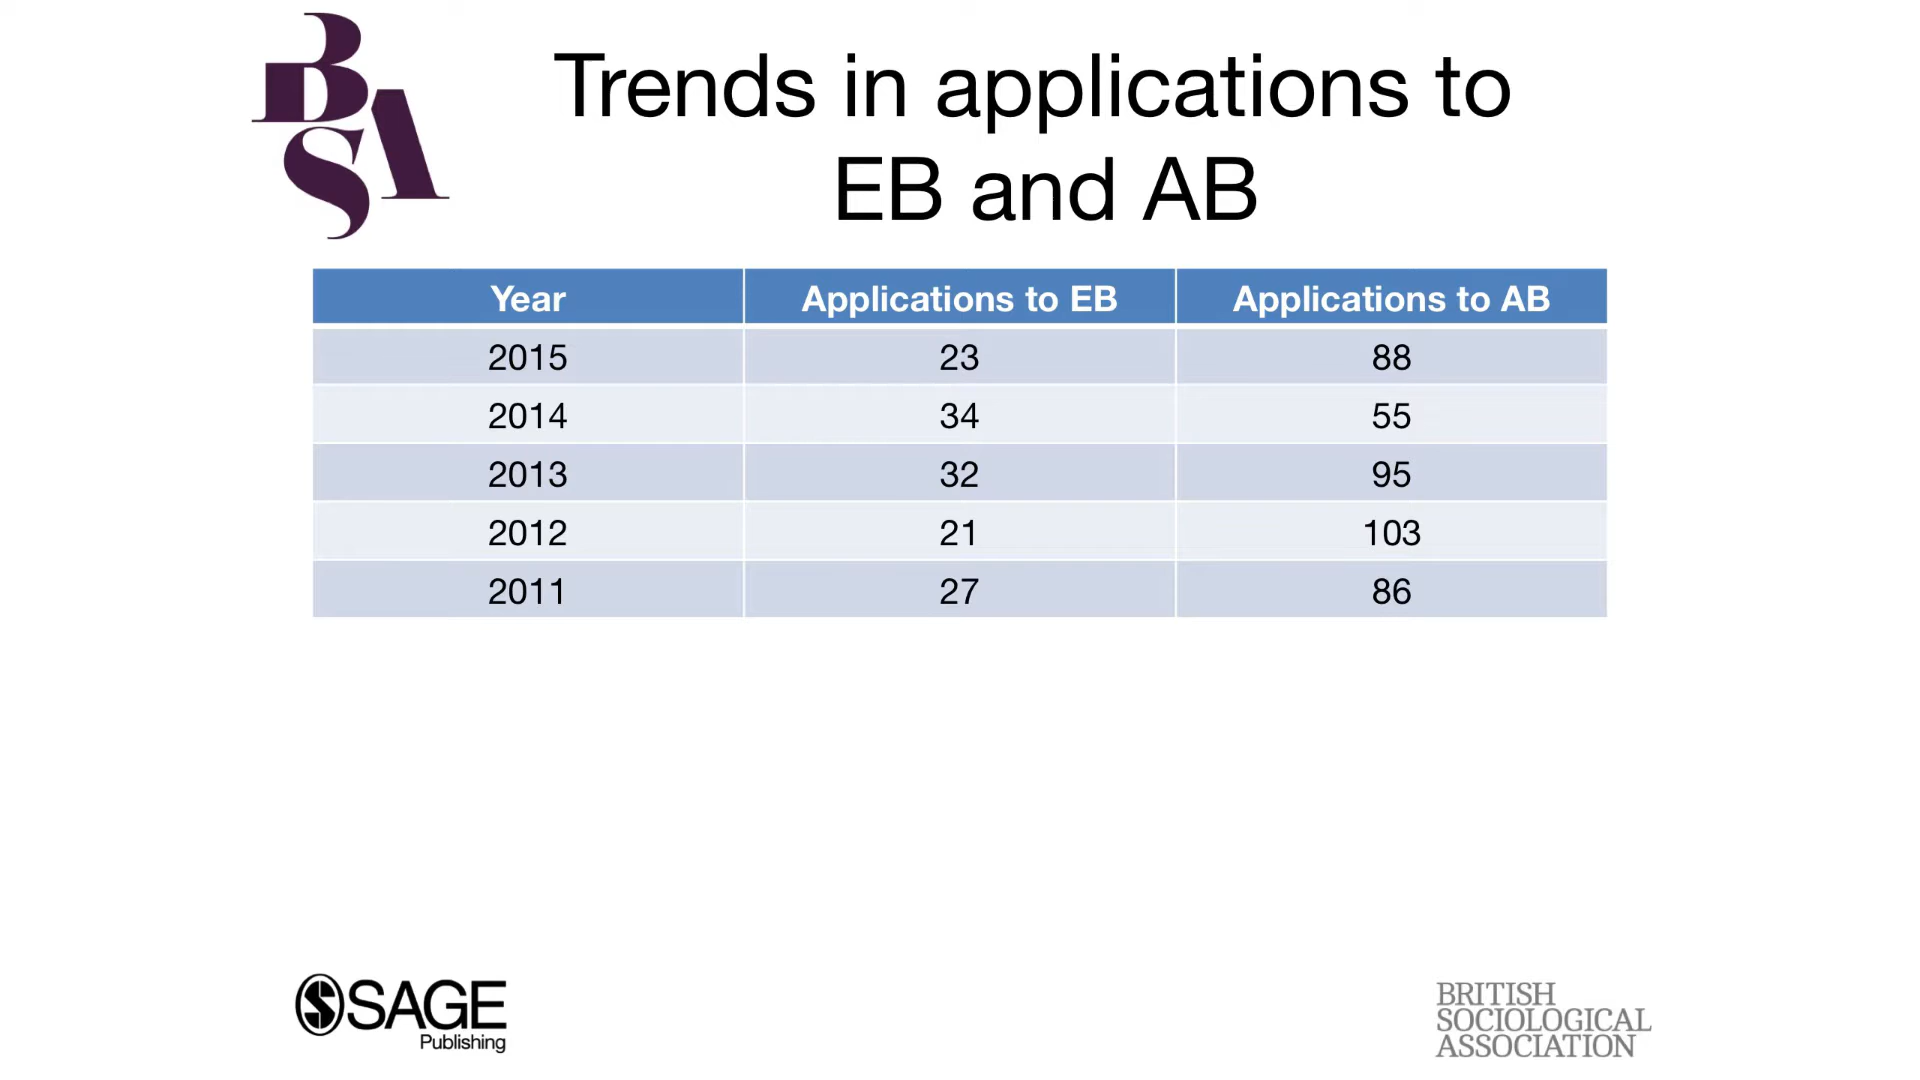 BSA
Trends in applications to
EB and AB
Year Applications to EB Applications to AB
2015 23 88
2014 34 55
2013 32 95
2012 21 103
2011 27 86
SAGE
Publishing
BRITISH
SOCIOLOGICAL
ASSOCIATION